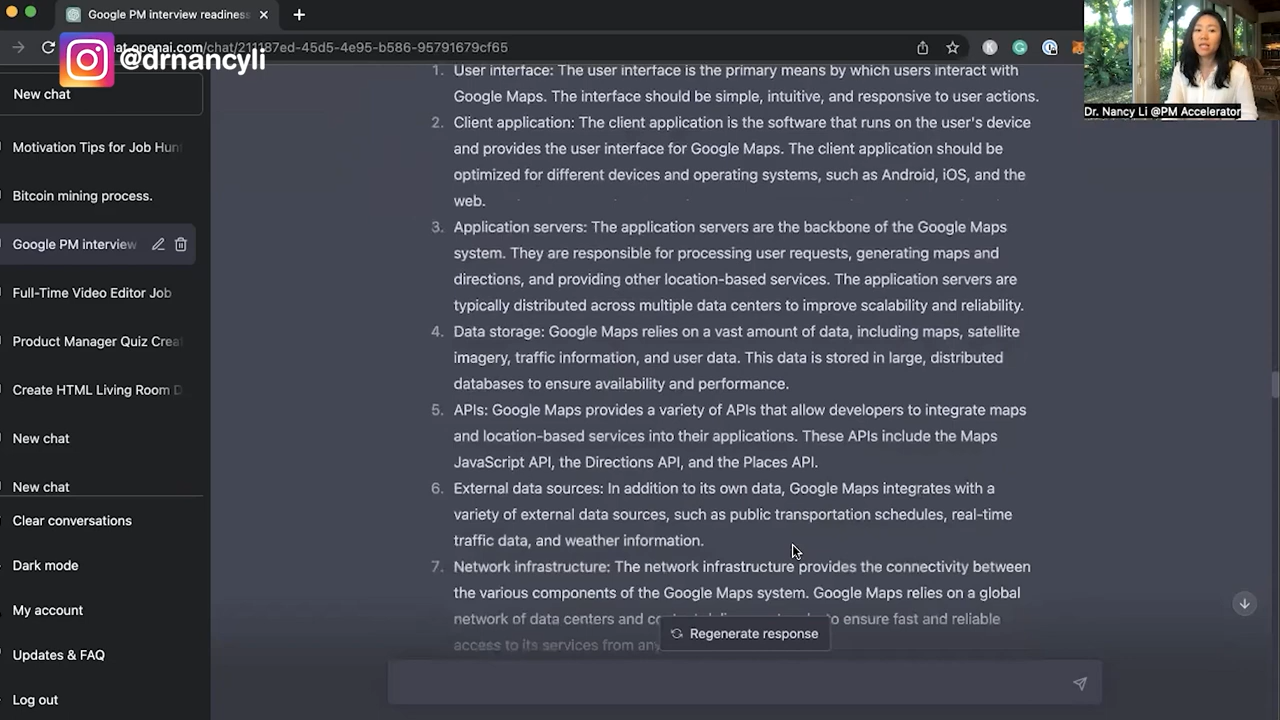 Google PM interview readiness
@drnancyli
chat.openai.com/chat/211187ed-45d5-4e95-b586-95791679cf65
Dr. Nancy Li @PM Accelerator
New chat
Motivation Tips for Job Hun
Bitcoin mining process.
Google PM interview
Full-Time Video Editor Job
Product Manager Quiz Crea
Create HTML Living Room D
New chat
New chat
Clear conversations
Dark mode
My account
Updates & FAQ
Log out
1. User interface: The user interface is the primary means by which users interact with
Google Maps. The interface should be simple, intuitive, and responsive to user actions.
2. Client application: The client application is the software that runs on the user's device
and provides the user interface for Google Maps. The client application should be
optimized for different devices and operating systems, such as Android, iOS, and the
web.
3. Application servers: The application servers are the backbone of the Google Maps
system. They are responsible for processing user requests, generating maps and
directions, and providing other location-based services. The application servers are
typically distributed across multiple data centers to improve scalability and reliability.
4. Data storage: Google Maps relies on a vast amount of data, including maps, satellite
imagery, traffic information, and user data. This data is stored in large, distributed
databases to ensure availability and performance.
5. APIs: Google Maps provides a variety of APIs that allow developers to integrate maps
and location-based services into their applications. These APIs include the Maps
JavaScript API, the Directions API, and the Places API.
6. External data sources: In addition to its own data, Google Maps integrates with a
variety of external data sources, such as public transportation schedules, real-time
traffic data, and weather information.
7. Network infrastructure: The network infrastructure provides the connectivity between
the various components of the Google Maps system. Google Maps relies on a global
network of data centers and to ensure fast and reliable
access to its services from any
Regenerate response